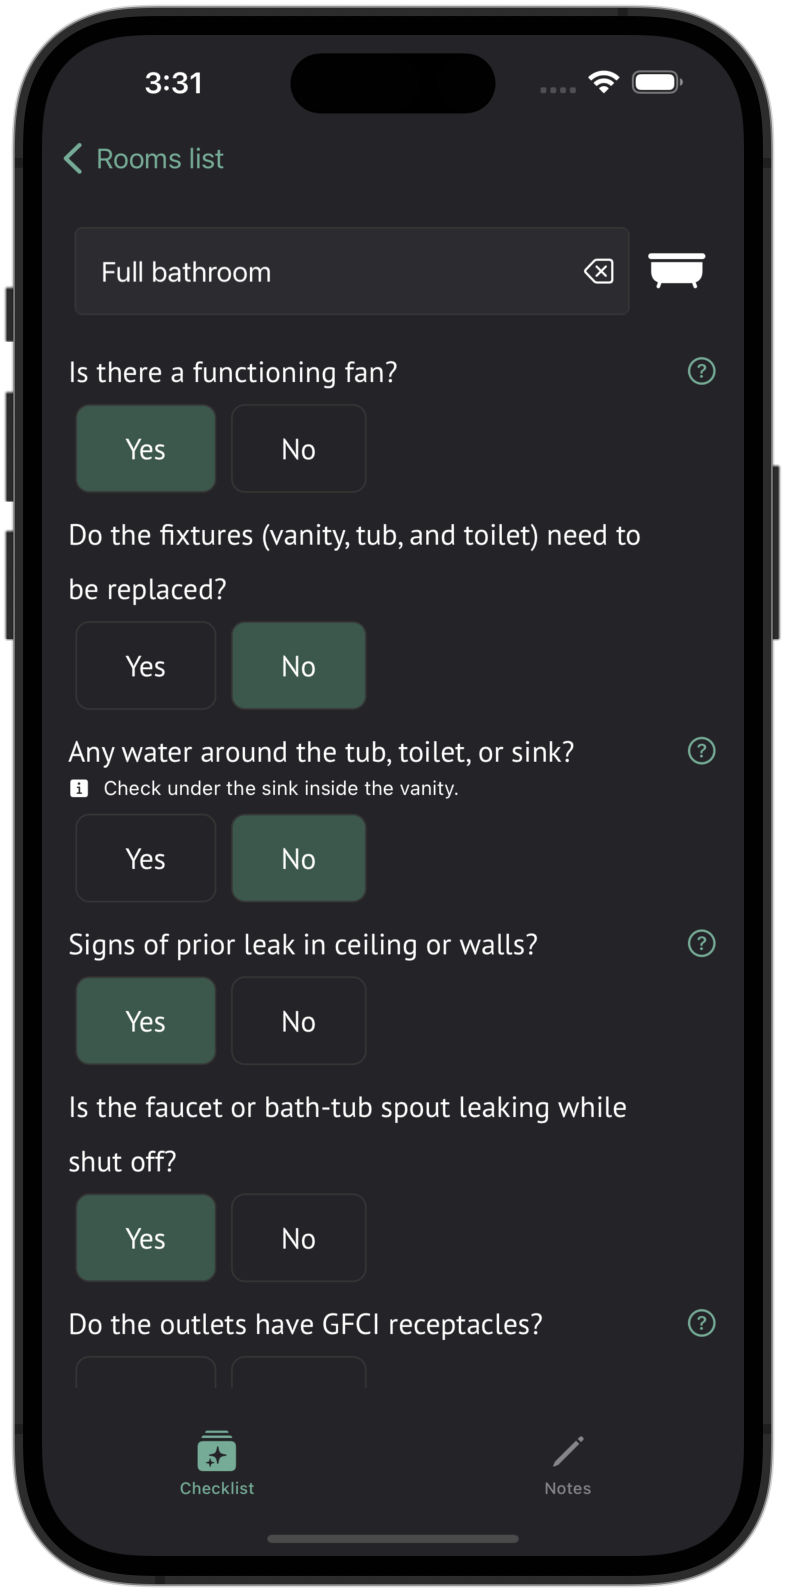 3:31
Rooms list
Full bathroom
Is there a functioning fan?
Yes No
Do the fixtures (vanity, tub, and toilet) need to
be replaced?
Yes No
Any water around the tub, toilet, or sink?
Check under the sink inside the vanity.
Yes No
Signs of prior leak in ceiling or walls?
Yes No
Is the faucet or bath-tub spout leaking while
shut off?
Yes No
Do the outlets have GFCI receptacles?
Checklist Notes